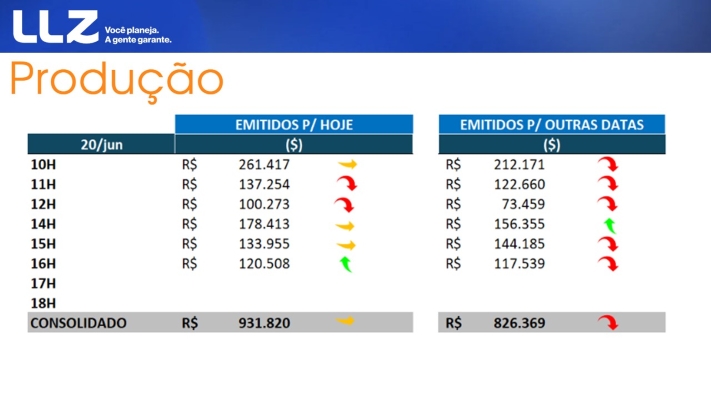 LLZ Você planeja.
A gente garante.
Produção
EMITIDOS P/ HOJE EMITIDOS P/ OUTRAS DATAS
20/jun ($) ($)
10H R$ 261.417 R$ 212.171
11H R$ 137.254 R$ 122.660
12H R$ 100.273 R$ 73.459
14H R$ 178.413 R$ 156.355
15H R$ 133.955 R$ 144.185
16H R$ 120.508 R$ 117.539
17H
18H
CONSOLIDADO R$ 931.820 R$ 826.369